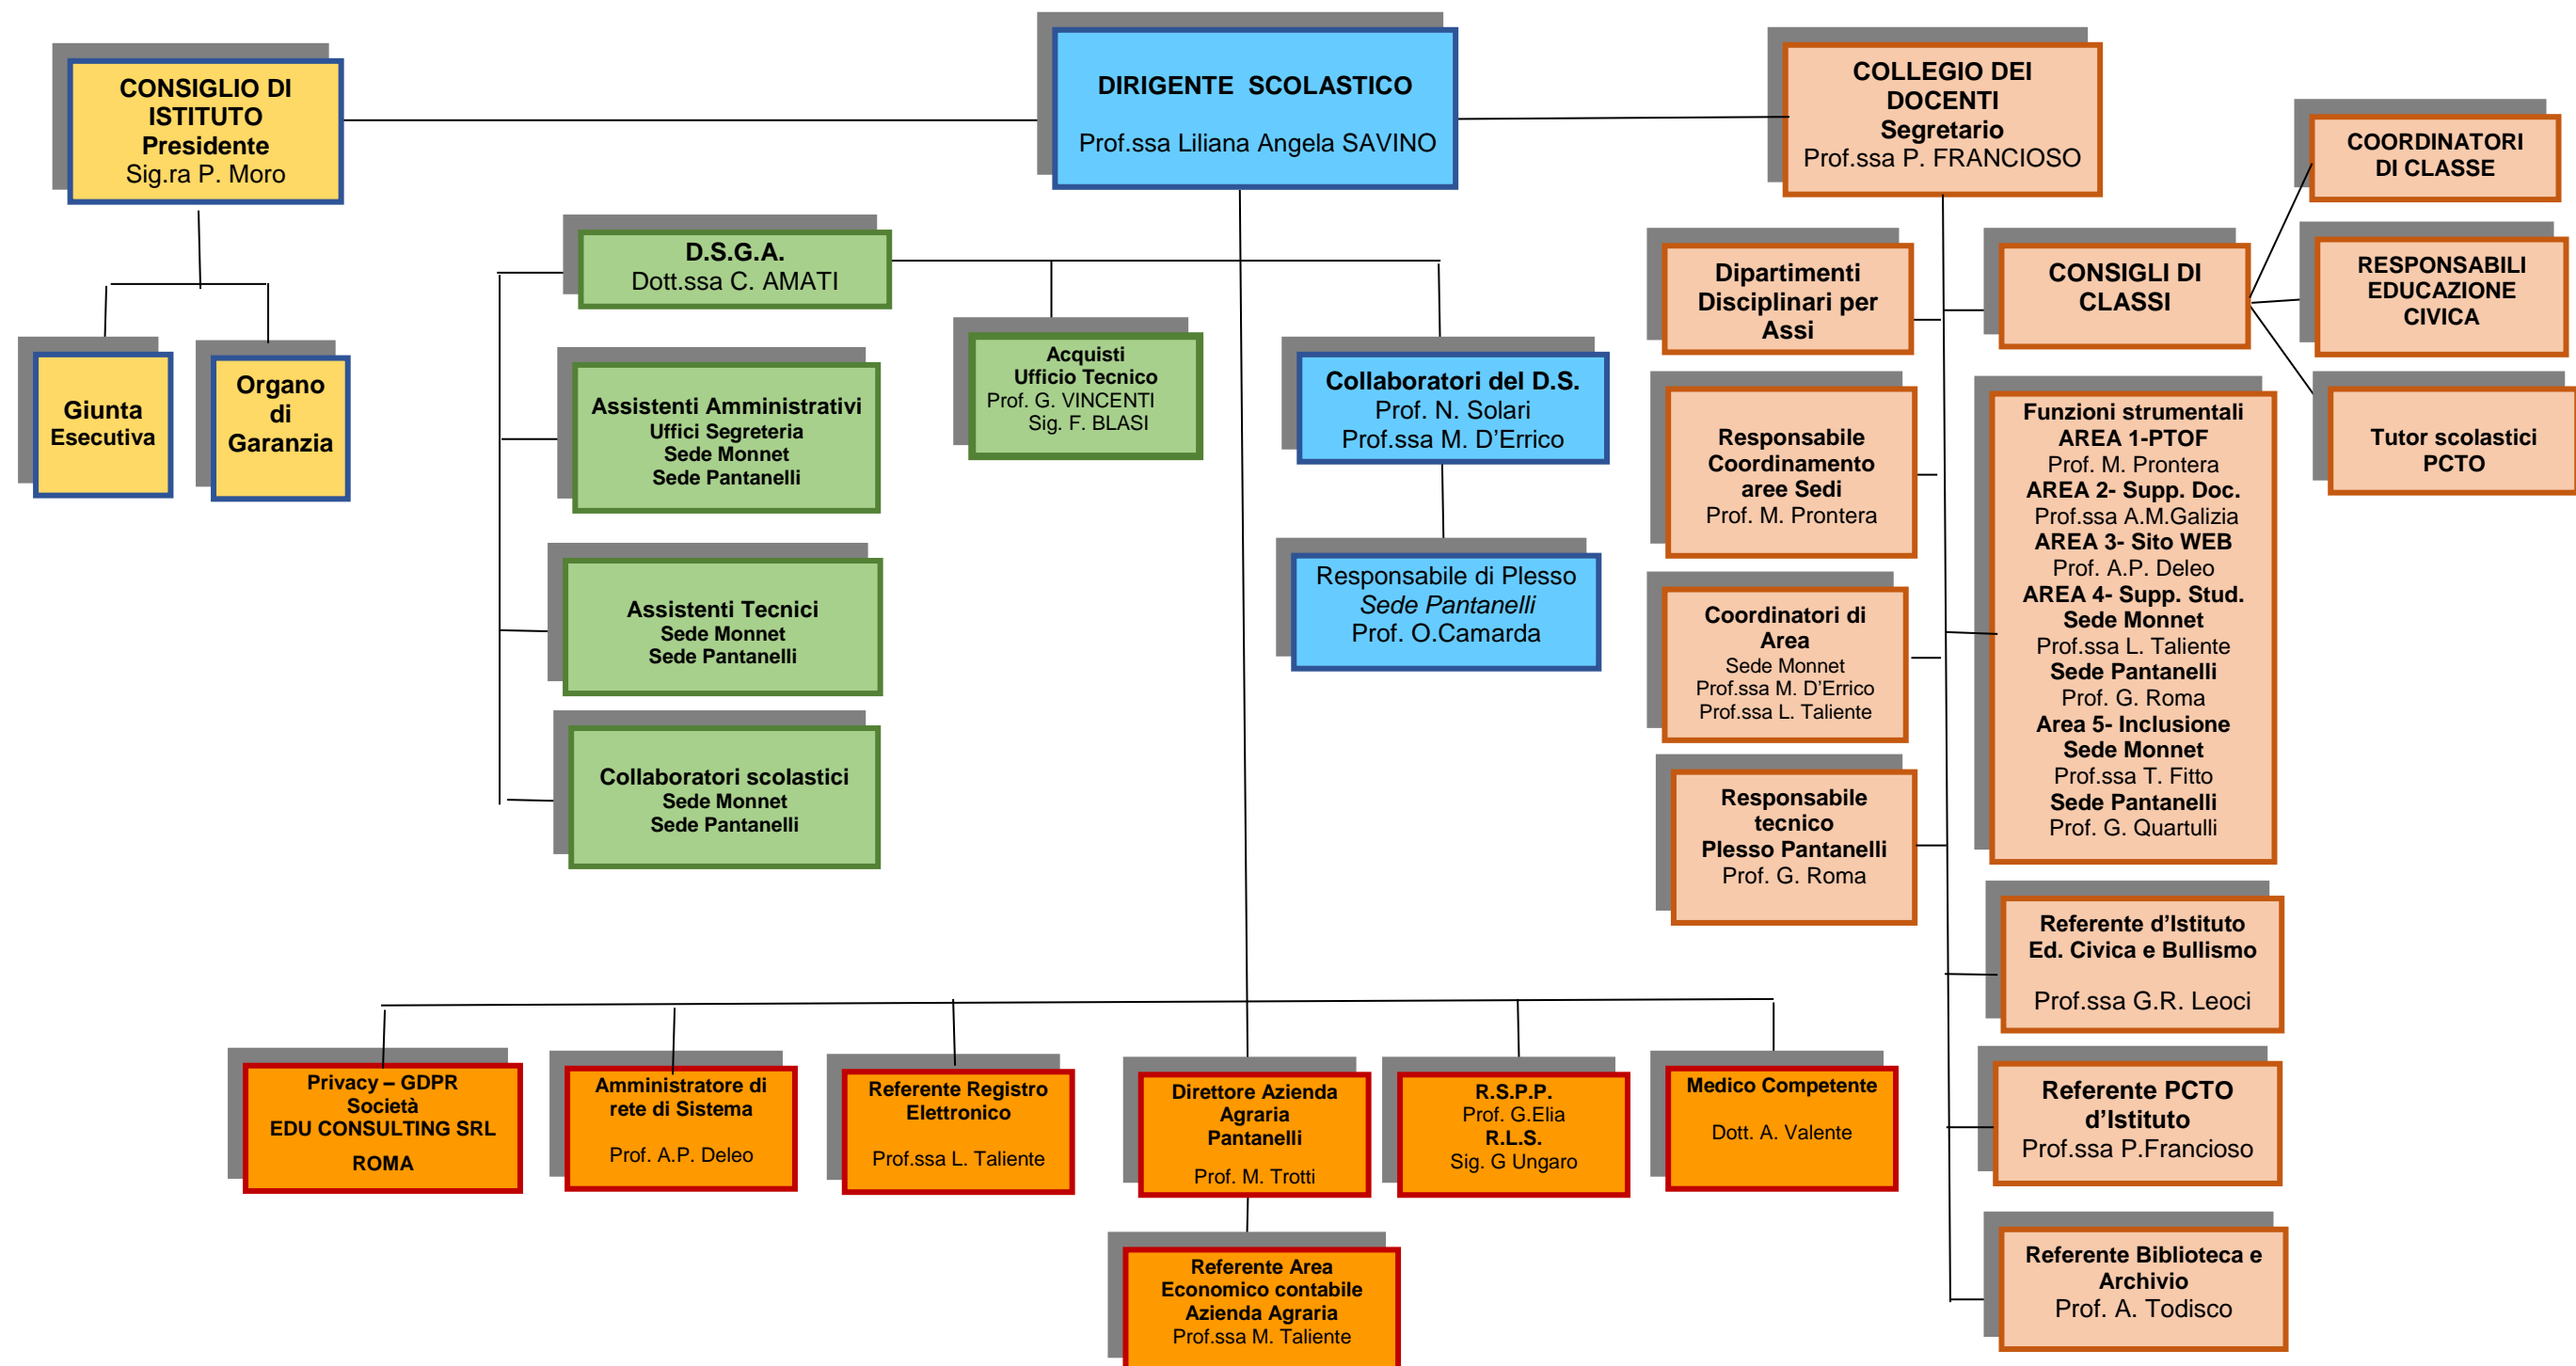 CONSIGLIO DI
ISTITUTO
Presidente
Sig.ra P. Moro
DIRIGENTE SCOLASTICO
Prof.ssa Liliana Angela SAVINO
COLLEGIO DEI
DOCENTI
Segretario
Prof.ssa P. FRANCIOSO
COORDINATORI
DI CLASSE
RESPONSABILI
EDUCAZIONE
CIVICA
Tutor scolastici
PCTO
Giunta
Esecutiva
Organo
di
Garanzia
D.S.G.A.
Dott.ssa C. AMATI
Assistenti Amministrativi
Uffici Segreteria
Sede Monnet
Sede Pantanelli
Assistenti Tecnici
Sede Monnet
Sede Pantanelli
Collaboratori scolastici
Sede Monnet
Sede Pantanelli
Acquisti
Ufficio Tecnico
Prof. G. VINCENTI
Sig. F. BLASI
Collaboratori del D.S.
Prof. N. Solari
Prof.ssa M. D'Errico
Responsabile di Plesso
Sede Pantanelli
Prof. O.Camarda
Dipartimenti
Disciplinari per
Assi
Responsabile
Coordinamento
aree Sedi
Prof. M. Prontera
Coordinatori di
Area
Sede Monnet
Prof.ssa M. D'Errico
Prof.ssa L. Taliente
Responsabile
tecnico
Plesso Pantanelli
Prof. G. Roma
CONSIGLI DI
CLASSI
Funzioni strumentali
AREA 1-PTOF
Prof. M. Prontera
AREA 2- Supp. Doc.
Prof.ssa A.M.Galizia
AREA 3- Sito WEB
Prof. A.P. Deleo
AREA 4- Supp. Stud.
Sede Monnet
Prof.ssa L. Taliente
Sede Pantanelli
Prof. G. Roma
Area 5- Inclusione
Sede Monnet
Prof.ssa T. Fitto
Sede Pantanelli
Prof. G. Quartulli
Referente d'Istituto
Ed. Civica e Bullismo
Prof.ssa G.R. Leoci
Referente PCTO
d'Istituto
Prof.ssa P.Francioso
Referente Biblioteca e
Archivio
Prof. A. Todisco
Privacy – GDPR
Società
EDU CONSULTING SRL
ROMA
Amministratore di
rete di Sistema
Prof. A.P. Deleo
Referente Registro
Elettronico
Prof.ssa L. Taliente
Direttore Azienda
Agraria
Pantanelli
Prof. M. Trotti
R.S.P.P.
Prof. G.Elia
R.L.S.
Sig. G Ungaro
Medico Competente
Dott. A. Valente
Referente Area
Economico contabile
Azienda Agraria
Prof.ssa M. Taliente